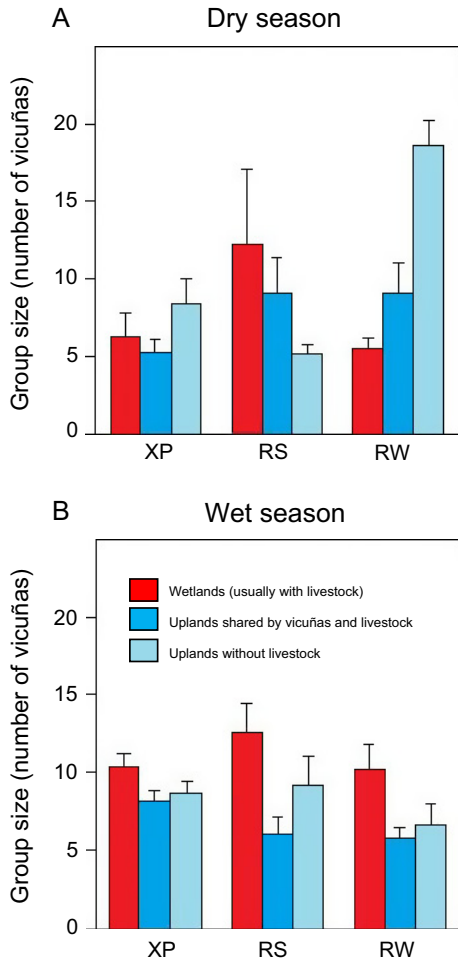 A
Dry season
Group size (number of vicuñas)
20
15
10
5
0
XP
RS
RW
B
Wet season
Group size (number of vicuñas)
20
15
10
5
0
Wetlands (usually with livestock)
Uplands shared by vicuñas and livestock
Uplands without livestock
XP
RS
RW